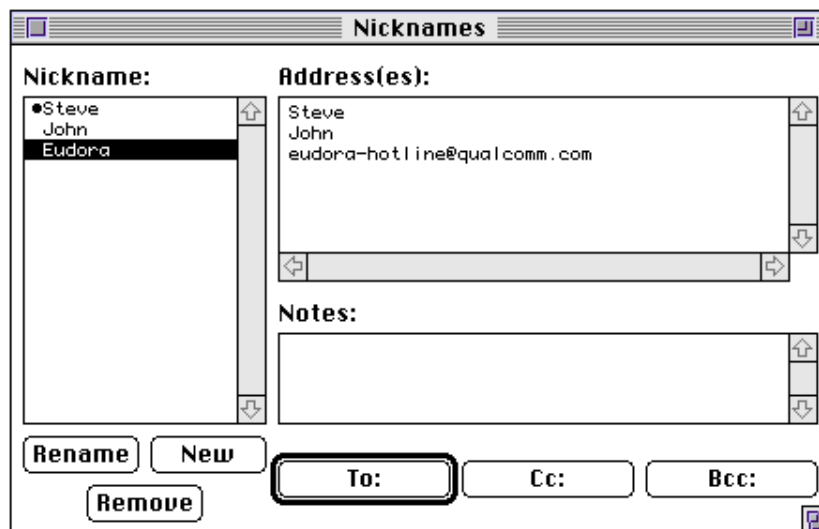 Nicknames
Nickname:
●Steve
John
Eudora
Address(es):
Steve
John
eudora-hotline@qualcomm.com
Notes:
Rename
New
Remove
To:
Cc:
Bcc: